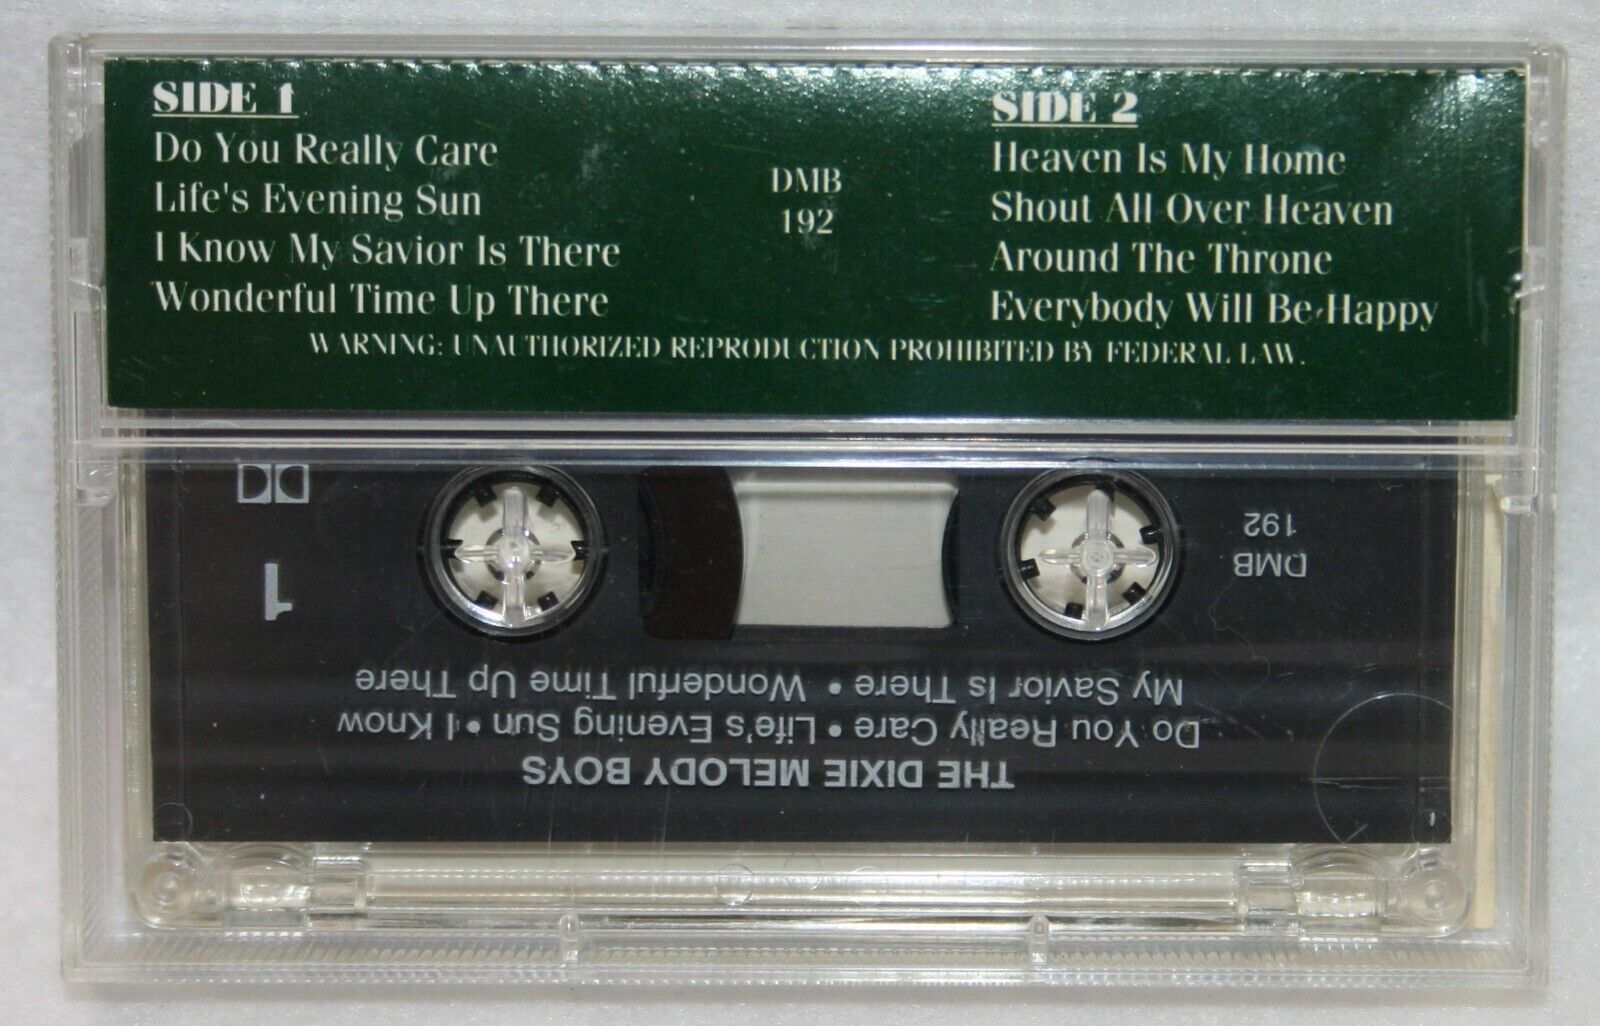 SIDE 1
Do You Really Care
Life's Evening Sun
I Know My Savior Is There
Wonderful Time Up There
DMB
192
SIDE 2
Heaven Is My Home
Shout All Over Heaven
Around The Throne
Everybody Will Be Happy
WARNING: UNAUTHORIZED REPRODUCTION PROHIBITED BY FEDERAL LAW.
THE DIXIE MELODY BOYS
Do You Really Care • Life's Evening Sun • I Know
My Savior Is There • Wonderful Time Up There
DMB
192
1